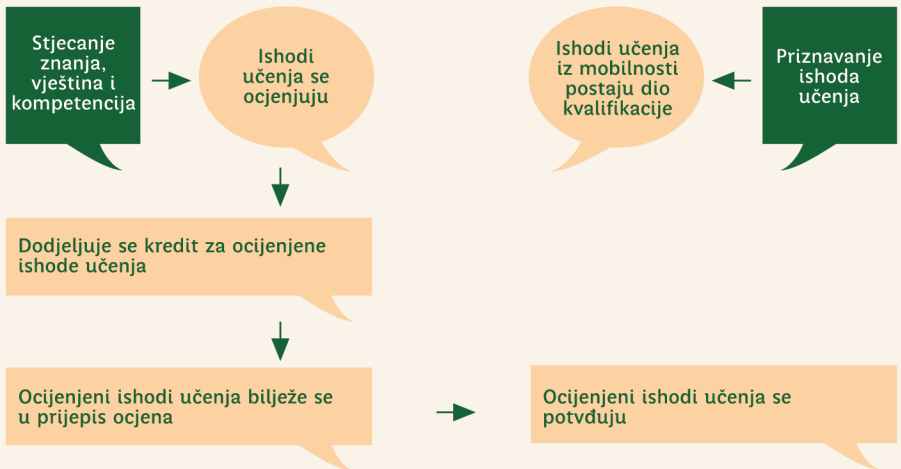 Stjecanje
znanja,
vještina i
kompetencija
Ishodi
učenja se
ocjenjuju
Ishodi učenja
iz mobilnosti
postaju dio
kvalifikacije
Priznavanje
ishoda
učenja
Dodjeljuje se kredit za ocijenjene
ishode učenja
Ocijenjeni ishodi učenja bilježe se
u prijepis ocjena
Ocijenjeni ishodi učenja se
potvđuju